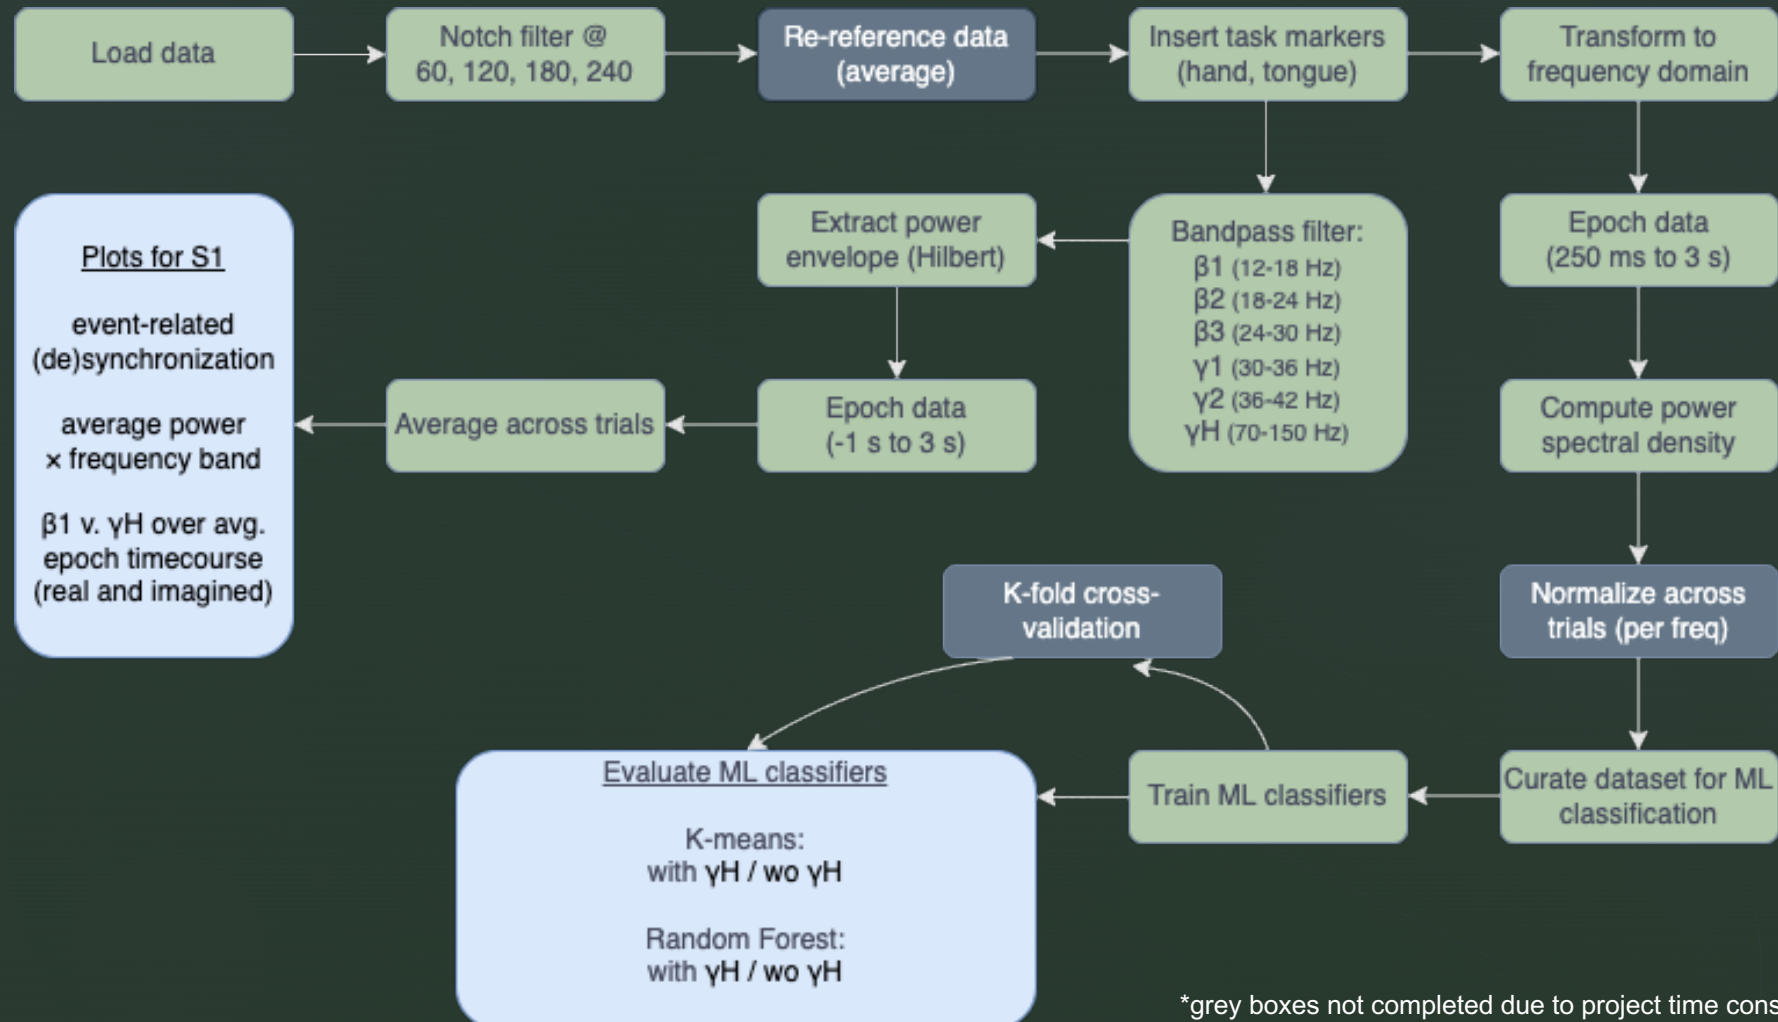 Load data
Notch filter @
60, 120, 180, 240
Re-reference data
(average)
Insert task markers
(hand, tongue)
Transform to
frequency domain
Plots for S1
event-related
(de)synchronization
average power
× frequency band
β1 v. γH over avg.
epoch timecourse
(real and imagined)
Extract power
envelope (Hilbert)
Bandpass filter:
β1 (12-18 Hz)
β2 (18-24 Hz)
β3 (24-30 Hz)
γ1 (30-36 Hz)
γ2 (36-42 Hz)
γH (70-150 Hz)
Epoch data
(250 ms to 3 s)
Average across trials
Epoch data
(-1 s to 3 s)
Compute power
spectral density
K-fold cross-
validation
Normalize across
trials (per freq)
Evaluate ML classifiers
K-means:
with γH / wo γH
Random Forest:
with γH / wo γH
Train ML classifiers
Curate dataset for ML
classification
*grey boxes not completed due to project time cons